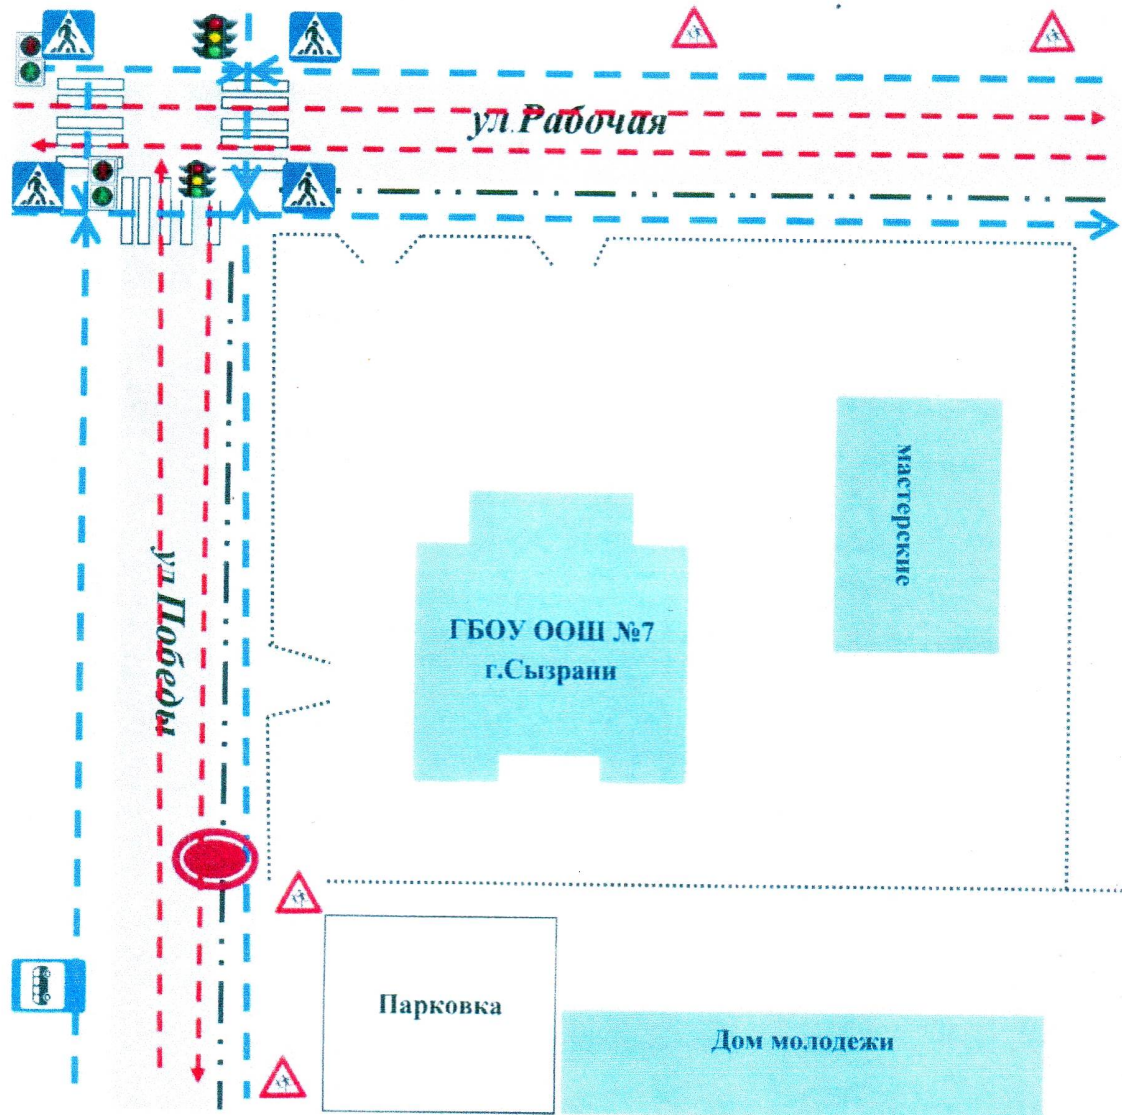 ул.Рабочая
мастерские
ул.Победы
ГБОУ ООШ №7
г.Сызрани
Парковка
Дом молодежи